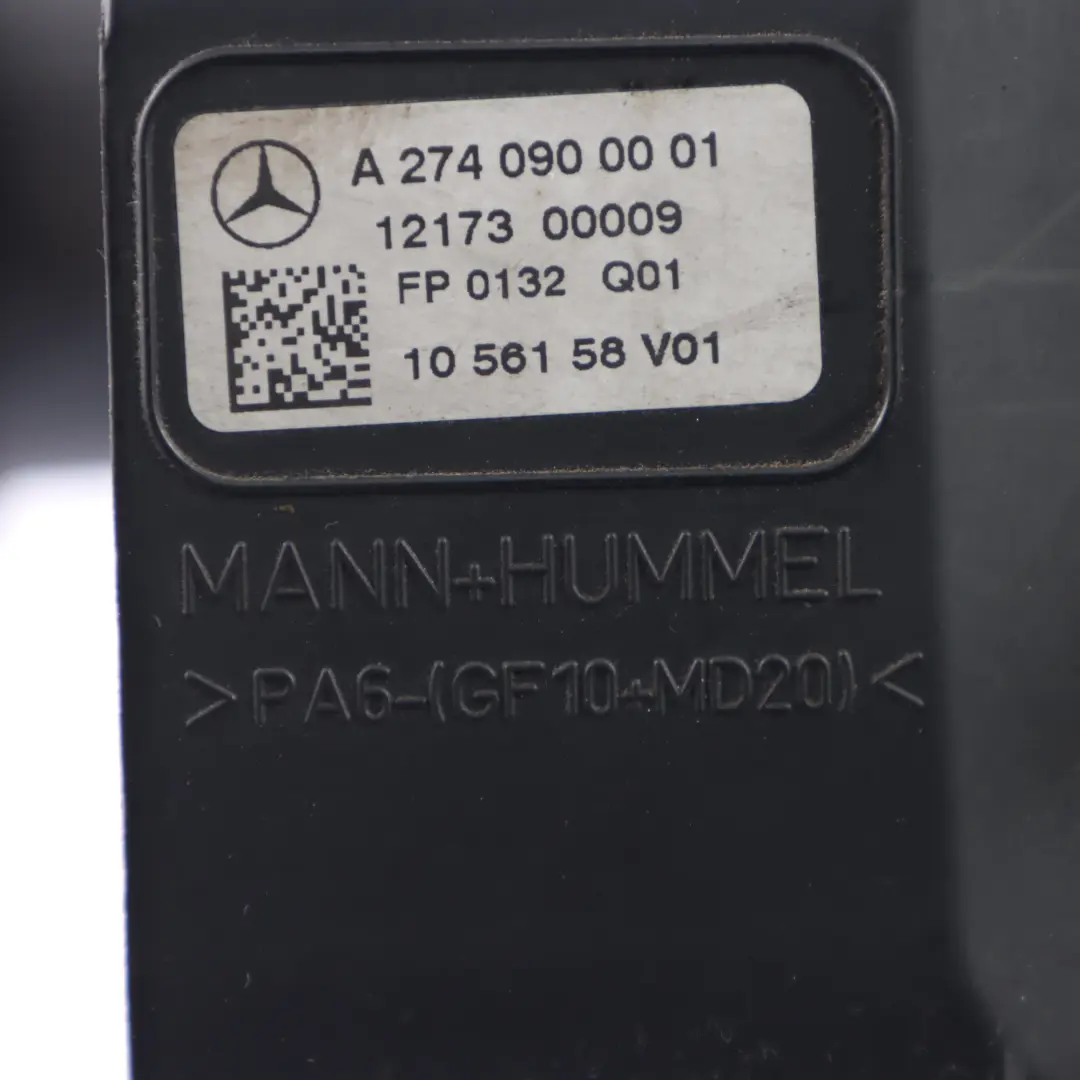 A 274 090 00 01
12173 00009
FP 0132 Q01
10 561 58 V01
MANN+HUMMEL
>PA6-(GF10+MD20)<